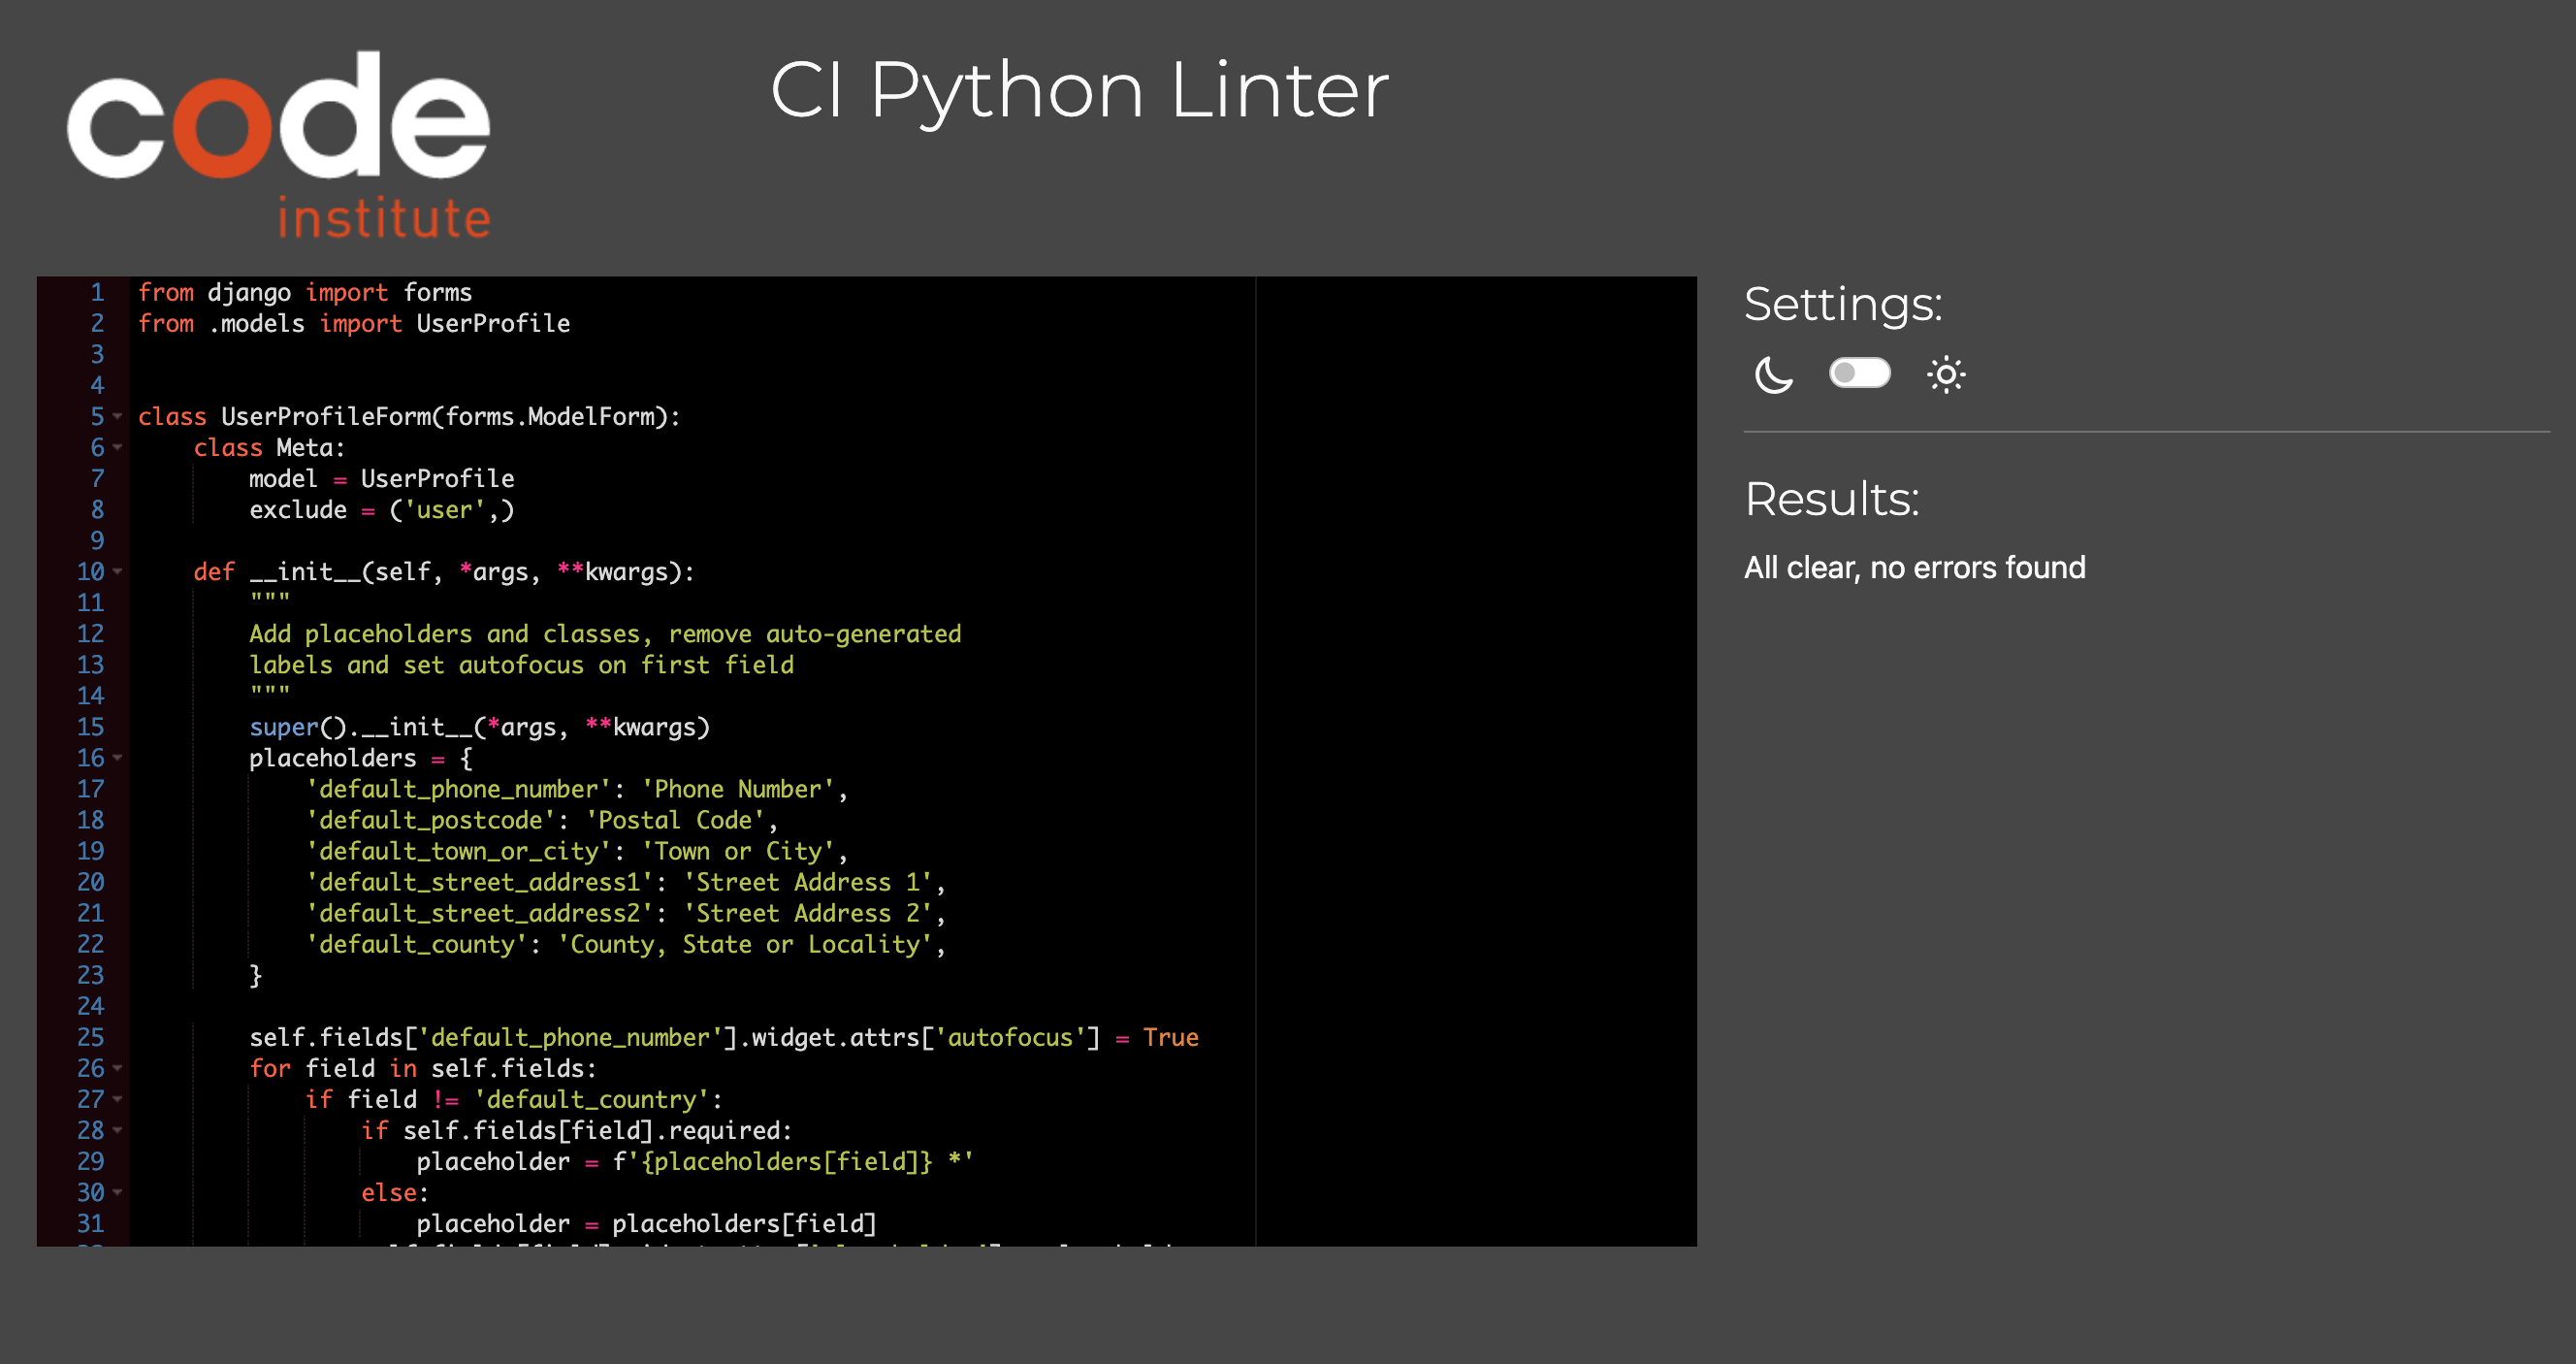 code
institute
CI Python Linter
1 from django import forms
2 from .models import UserProfile
3
4
5 class UserProfileForm(forms.ModelForm):
6     class Meta:
7         model = UserProfile
8         exclude = ('user',)
9
10     def __init__(self, *args, **kwargs):
11         """
12         Add placeholders and classes, remove auto-generated
13         labels and set autofocus on first field
14         """
15         super().__init__(*args, **kwargs)
16         placeholders = {
17             'default_phone_number': 'Phone Number',
18             'default_postcode': 'Postal Code',
19             'default_town_or_city': 'Town or City',
20             'default_street_address1': 'Street Address 1',
21             'default_street_address2': 'Street Address 2',
22             'default_county': 'County, State or Locality',
23         }
24
25         self.fields['default_phone_number'].widget.attrs['autofocus'] = True
26         for field in self.fields:
27             if field != 'default_country':
28                 if self.fields[field].required:
29                     placeholder = f'{placeholders[field]} *'
30                 else:
31                     placeholder = placeholders[field]
Settings:
Results:
All clear, no errors found